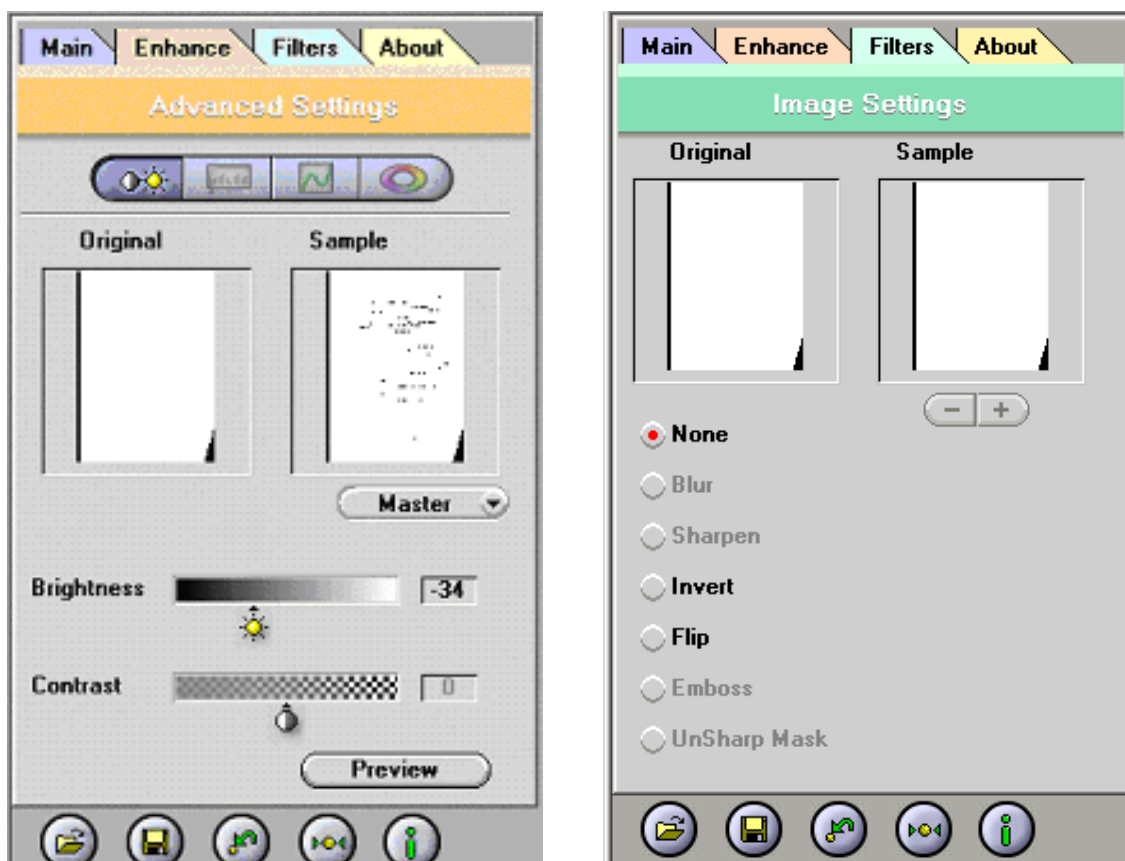 Main Enhance Filters About
Advanced Settings
Original Sample
Master
Brightness -34
Contrast 0
Preview
Main Enhance Filters About
Image Settings
Original Sample
None
Blur
Sharpen
Invert
Flip
Emboss
UnSharp Mask